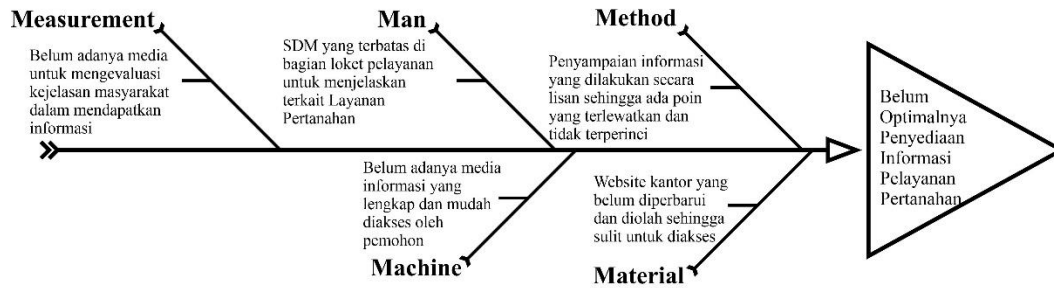 Measurement
Belum adanya media
untuk mengevaluasi
kejelasan masyarakat
dalam mendapatkan
informasi
Man
SDM yang terbatas di
bagian loket pelayanan
untuk menjelaskan
terkait Layanan
Pertanahan
Method
Penyampaian informasi
yang dilakukan secara
lisan sehingga ada poin
yang terlewatkan dan
tidak terperinci
Belum adanya media
informasi yang
lengkap dan mudah
diakses oleh
pemohon
Machine
Website kantor yang
belum diperbarui
dan diolah sehingga
sulit untuk diakses
Material
Belum
Optimalnya
Penyediaan
Informasi
Pelayanan
Pertanahan